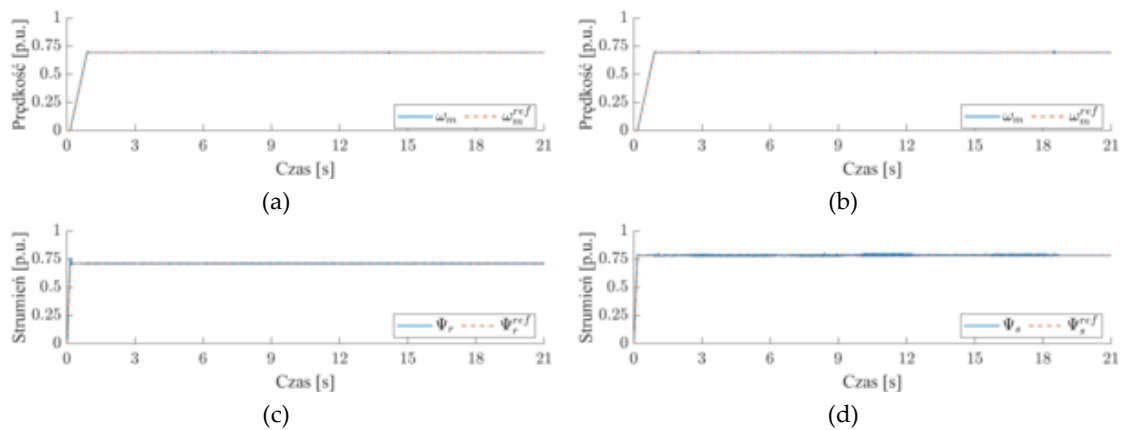 Prędkość [p.u.]
1
0.75
0.5
0.25
0
ω_m ω_m^ref
0 3 6 9 12 15 18 21
Czas [s]
(a)
Prędkość [p.u.]
1
0.75
0.5
0.25
0
ω_m ω_m^ref
0 3 6 9 12 15 18 21
Czas [s]
(b)
Strumień [p.u.]
1
0.75
0.5
0.25
0
Ψ_r Ψ_r^ref
0 3 6 9 12 15 18 21
Czas [s]
(c)
Strumień [p.u.]
1
0.75
0.5
0.25
0
Ψ_s Ψ_s^ref
0 3 6 9 12 15 18 21
Czas [s]
(d)